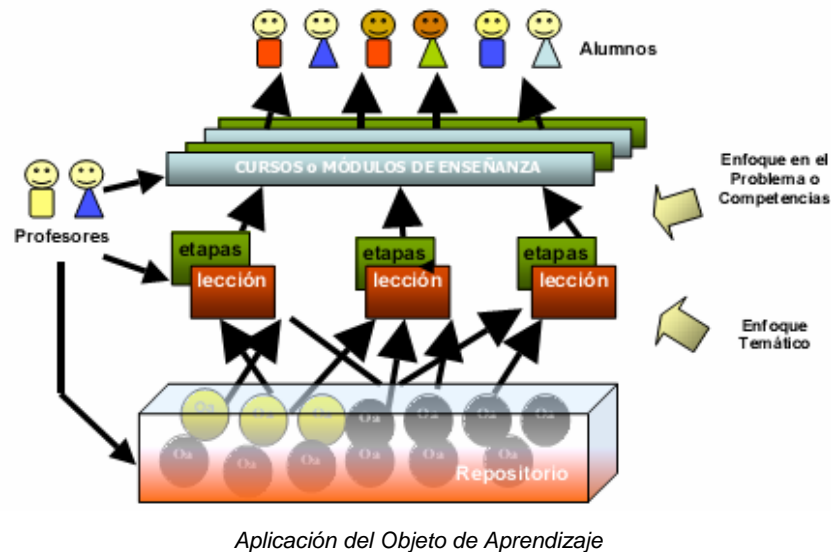 Alumnos
CURSOS o MÓDULOS DE ENSEÑANZA
Enfoque en el
Problema o
Competencias
Profesores
etapas
lección
etapas
lección
etapas
lección
Enfoque
Temático
Oa Oa Oa Oa Oa Oa Oa
Oa Oa Oa Oa Oa Oa
Repositorio
Aplicación del Objeto de Aprendizaje